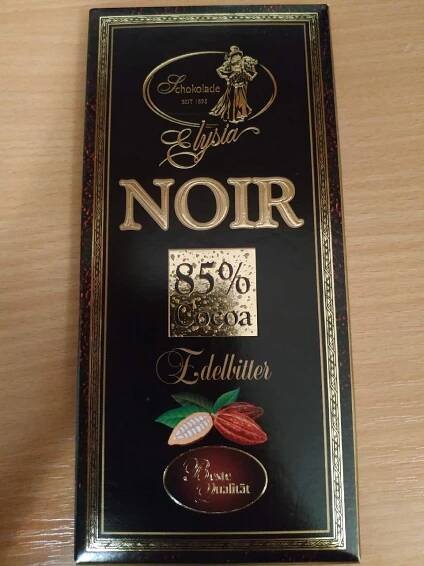 Schokolade
SEIT 1898
Elysia
NOIR
85%
Cocoa
Edelbitter
Beste
Qualität